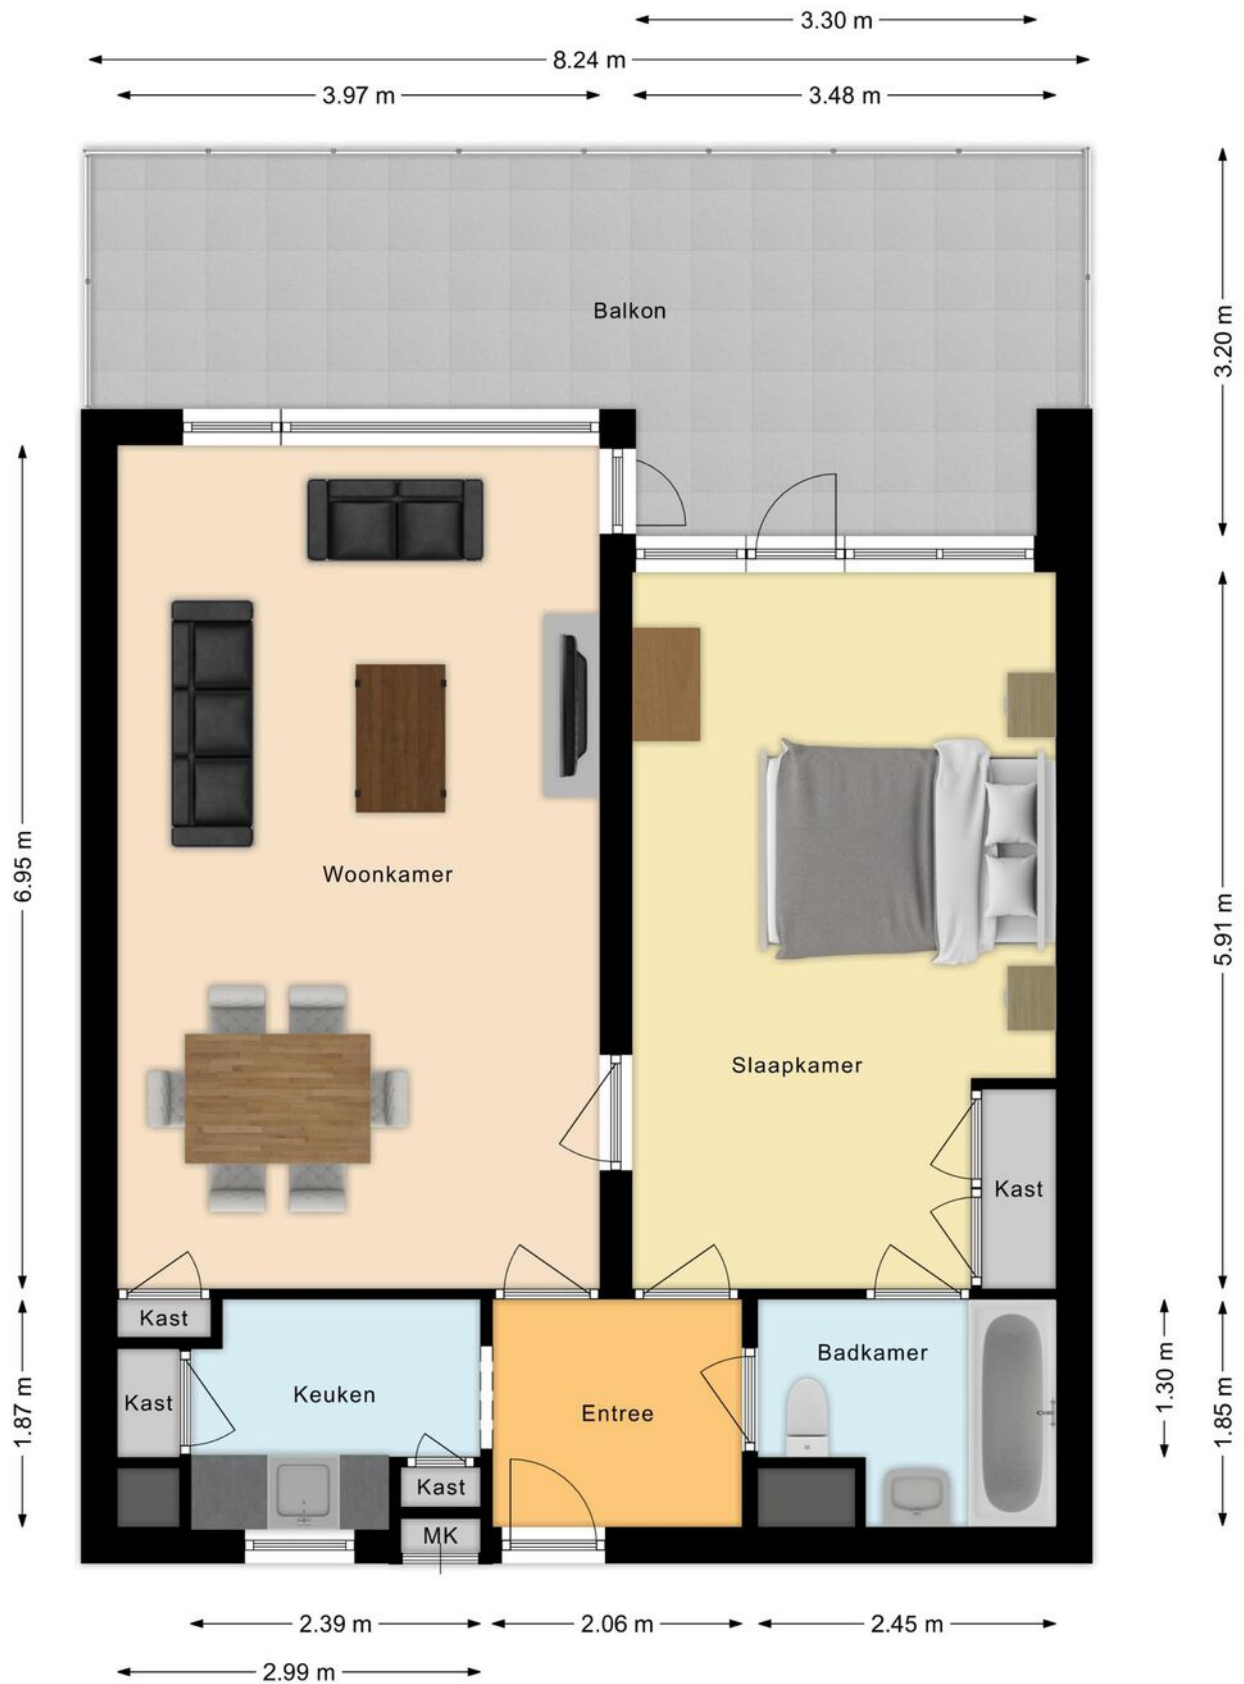 3.30 m
8.24 m
3.97 m
3.48 m
Balkon
3.20 m
6.95 m
Woonkamer
5.91 m
Slaapkamer
Kast
Kast
Kast
Keuken
Entree
Badkamer
1.30 m
1.87 m
1.85 m
Kast
MK
2.39 m
2.06 m
2.45 m
2.99 m